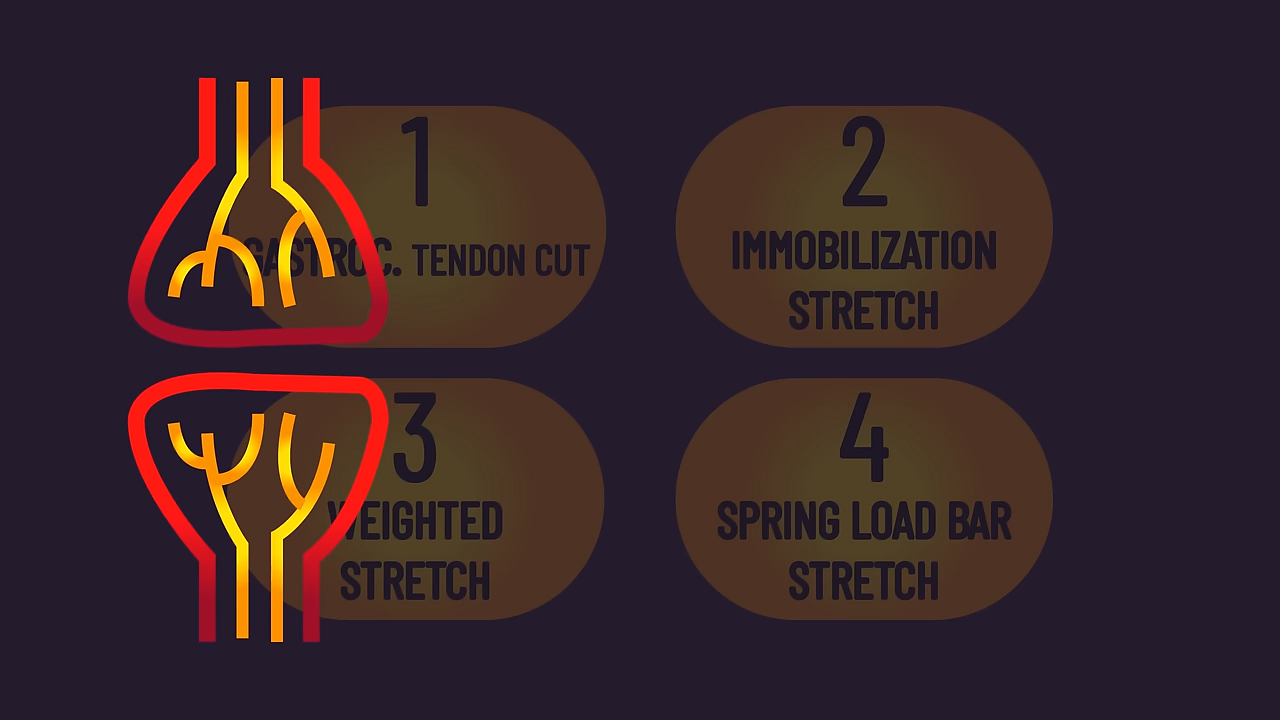 1
GASTROC. TENDON CUT
2
IMMOBILIZATION
STRETCH
3
WEIGHTED
STRETCH
4
SPRING LOAD BAR
STRETCH